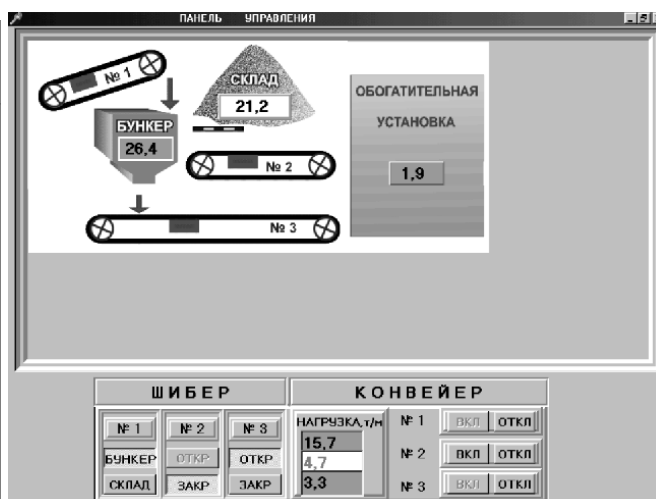 ПАНЕЛЬ УПРАВЛЕНИЯ
№ 1
СКЛАД
21,2
БУНКЕР
26,4
№ 2
№ 3
ОБОГАТИТЕЛЬНАЯ
УСТАНОВКА
1,9
ШИБЕР
№ 1 № 2 № 3
БУНКЕР ОТКР ОТКР
СКЛАД ЗАКР ЗАКР
КОНВЕЙЕР
НАГРУЗКА, т/м
15,7
4,7
3,3
№ 1 ВКЛ ОТКЛ
№ 2 ВКЛ ОТКЛ
№ 3 ВКЛ ОТКЛ